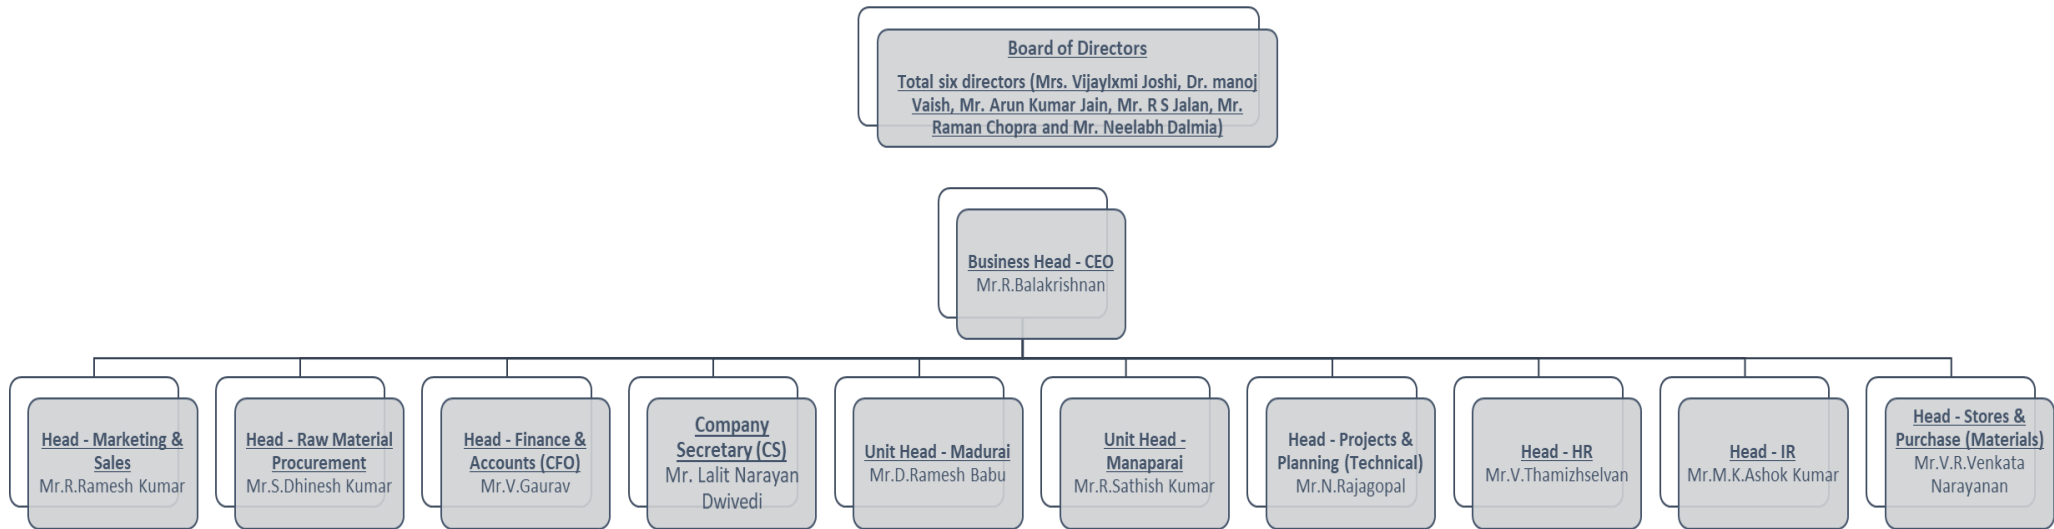 Board of Directors
Total six directors (Mrs. Vijaylxmi Joshi, Dr. manoj
Vaish, Mr. Arun Kumar Jain, Mr. R S Jalan, Mr.
Raman Chopra and Mr. Neelabh Dalmia)
Business Head - CEO
Mr.R.Balakrishnan
Head - Marketing &
Sales
Mr.R.Ramesh Kumar
Head - Raw Material
Procurement
Mr.S.Dhinesh Kumar
Head - Finance &
Accounts (CFO)
Mr.V.Gaurav
Company
Secretary (CS)
Mr. Lalit Narayan
Dwivedi
Unit Head - Madurai
Mr.D.Ramesh Babu
Unit Head -
Manaparai
Mr.R.Sathish Kumar
Head - Projects &
Planning (Technical)
Mr.N.Rajagopal
Head - HR
Mr.V.Thamizhselvan
Head - IR
Mr.M.K.Ashok Kumar
Head - Stores &
Purchase (Materials)
Mr.V.R.Venkata
Narayanan